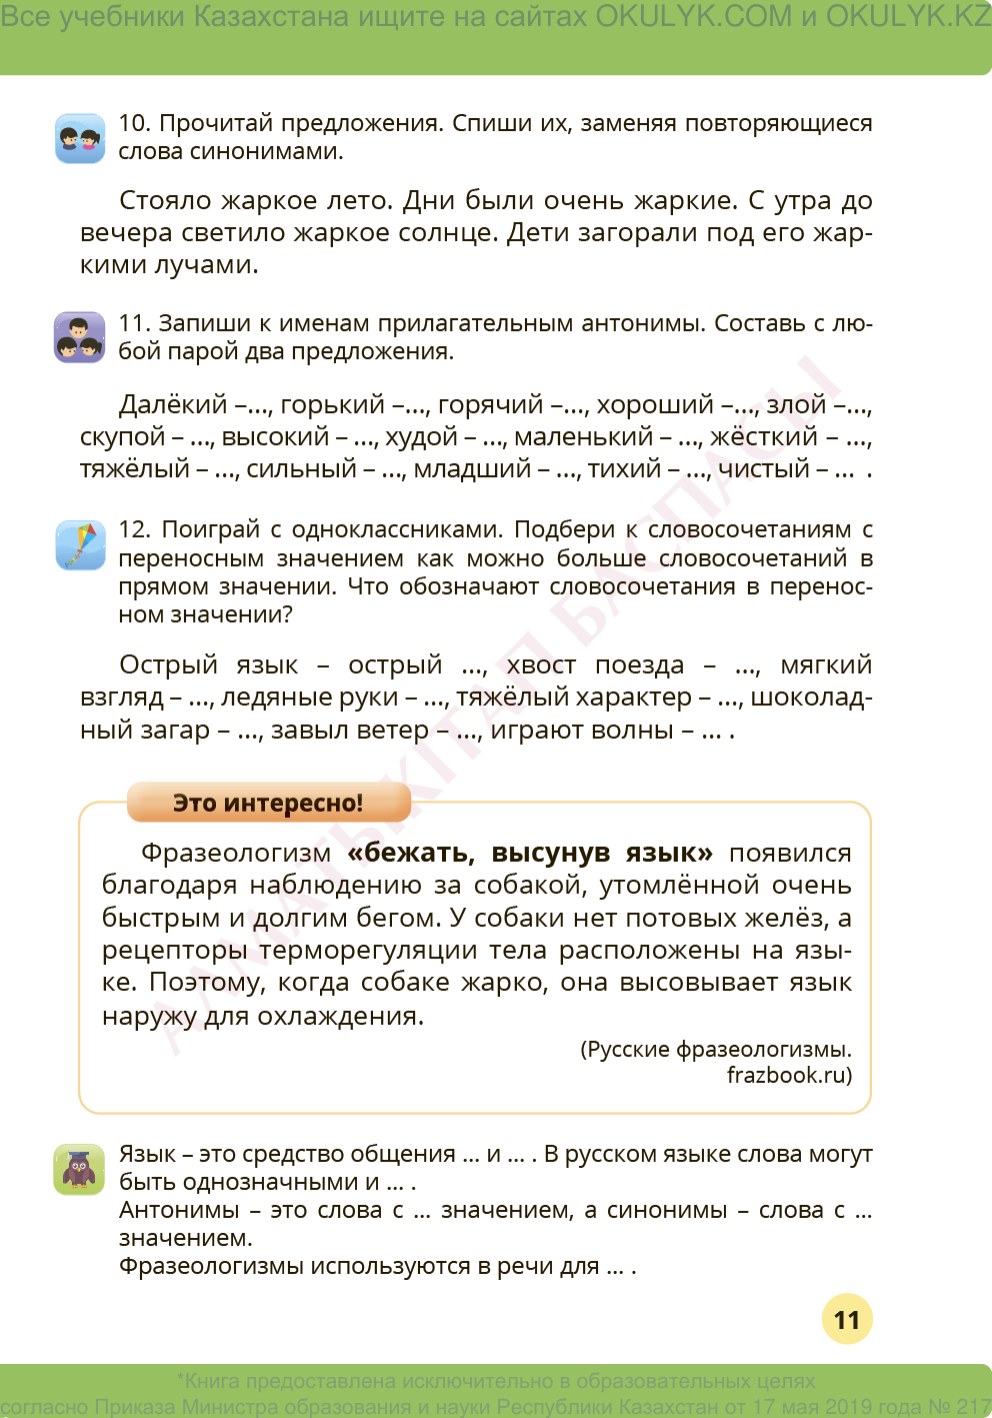 Все учебники Казахстана ищите на сайтах OKULYK.COM и OKULYK.KZ
10. Прочитай предложения. Спиши их, заменяя повторяющиеся
слова синонимами.
Стояло жаркое лето. Дни были очень жаркие. С утра до
вечера светило жаркое солнце. Дети загорали под его жар-
кими лучами.
11. Запиши к именам прилагательным антонимы. Составь с лю-
бой парой два предложения.
Далёкий –..., горький –..., горячий –..., хороший –..., злой –...,
скупой – ..., высокий – ..., худой – ..., маленький – ..., жёсткий – ...,
тяжёлый – ..., сильный – ..., младший – ..., тихий – ..., чистый – ... .
12. Поиграй с одноклассниками. Подбери к словосочетаниям с
переносным значением как можно больше словосочетаний в
прямом значении. Что обозначают словосочетания в перенос-
ном значении?
Острый язык – острый ..., хвост поезда – ..., мягкий
взгляд – ..., ледяные руки – ..., тяжёлый характер – ..., шоколад-
ный загар – ..., завыл ветер – ..., играют волны – ... .
Это интересно!
Фразеологизм «бежать, высунув язык» появился
благодаря наблюдению за собакой, утомлённой очень
быстрым и долгим бегом. У собаки нет потовых желёз, а
рецепторы терморегуляции тела расположены на язы-
ке. Поэтому, когда собаке жарко, она высовывает язык
наружу для охлаждения.
(Русские фразеологизмы.
frazbook.ru)
Язык – это средство общения ... и ... . В русском языке слова могут
быть однозначными и ... .
Антонимы – это слова с ... значением, а синонимы – слова с ...
значением.
Фразеологизмы используются в речи для ... .
11
АЛМАТЫКІТАП БАСПАСЫ
*Книга предоставлена исключительно в образовательных целях
согласно Приказа Министра образования и науки Республики Казахстан от 17 мая 2019 года № 217